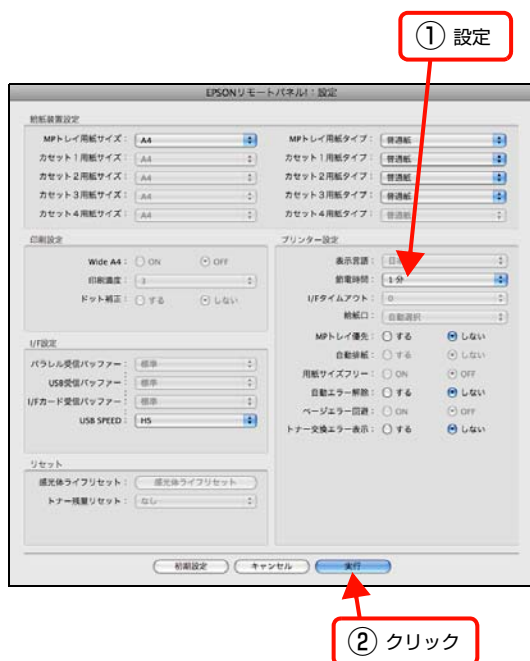 ① 設定
EPSONリモートパネル!：設定
給紙装置設定
MPトレイ用紙サイズ： A4
MPトレイ用紙タイプ： 普通紙
カセット1用紙サイズ： A4
カセット1用紙タイプ： 普通紙
カセット2用紙サイズ： A4
カセット2用紙タイプ： 普通紙
カセット3用紙サイズ： A4
カセット3用紙タイプ： 普通紙
カセット4用紙サイズ： A4
カセット4用紙タイプ： 普通紙
印刷設定
Wide A4： ON OFF
印刷濃度： 3
ドット補正： する しない
I/F設定
パラレル受信バッファー： 標準
USB受信バッファー： 標準
I/Fカード受信バッファー： 標準
USB SPEED： HS
リセット
感光体ライフリセット： 感光体ライフリセット
トナー残量リセット： なし
プリンター設定
表示言語：
節電時間： 1 分
I/Fタイムアウト： 0
給紙口： 自動選択
MPトレイ優先： する しない
自動排紙： する しない
用紙サイズフリー： ON OFF
自動エラー解除： する しない
ページエラー回避： ON OFF
トナー交換エラー表示： する しない
初期設定 キャンセル 実行
② クリック